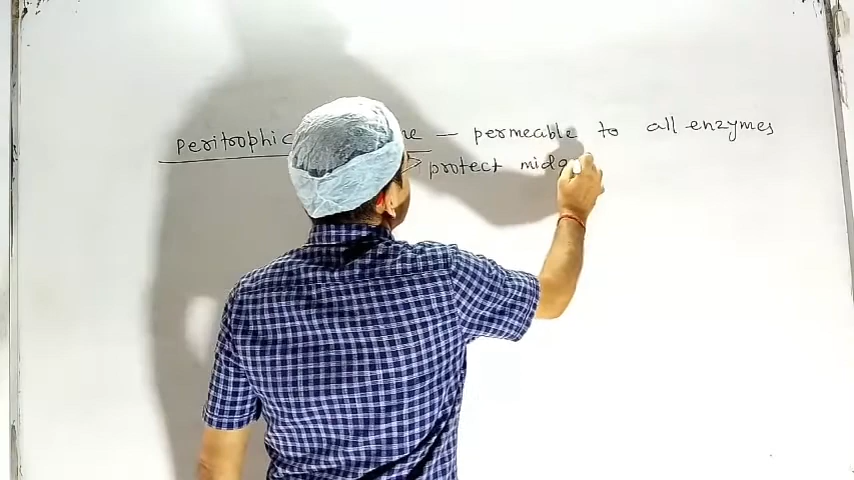 peritrophic — permeable to all enzymes
> protect